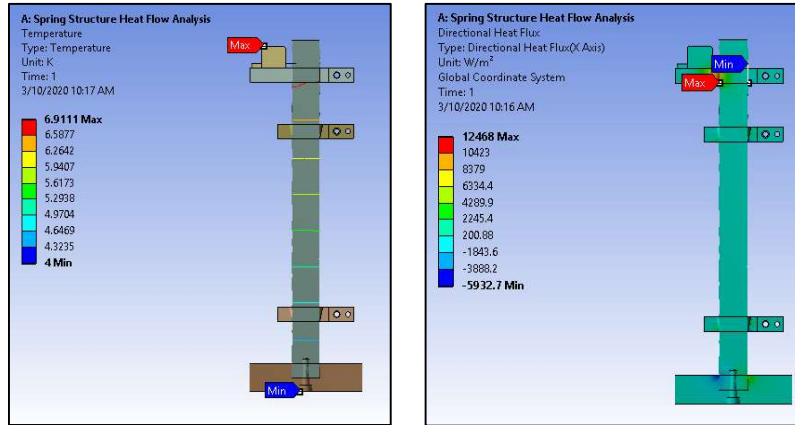 A: Spring Structure Heat Flow Analysis
Temperature
Type: Temperature
Unit: K
Time: 1
3/10/2020 10:17 AM
6.9111 Max
6.5877
6.2642
5.9407
5.6173
5.2938
4.9704
4.6469
4.3235
4 Min
Max
Min
A: Spring Structure Heat Flow Analysis
Directional Heat Flux
Type: Directional Heat Flux(X Axis)
Unit: W/m²
Global Coordinate System
Time: 1
3/10/2020 10:16 AM
12468 Max
10423
8379
6334.4
4289.9
2245.4
200.88
-1843.6
-3888.2
-5932.7 Min
Min
Max